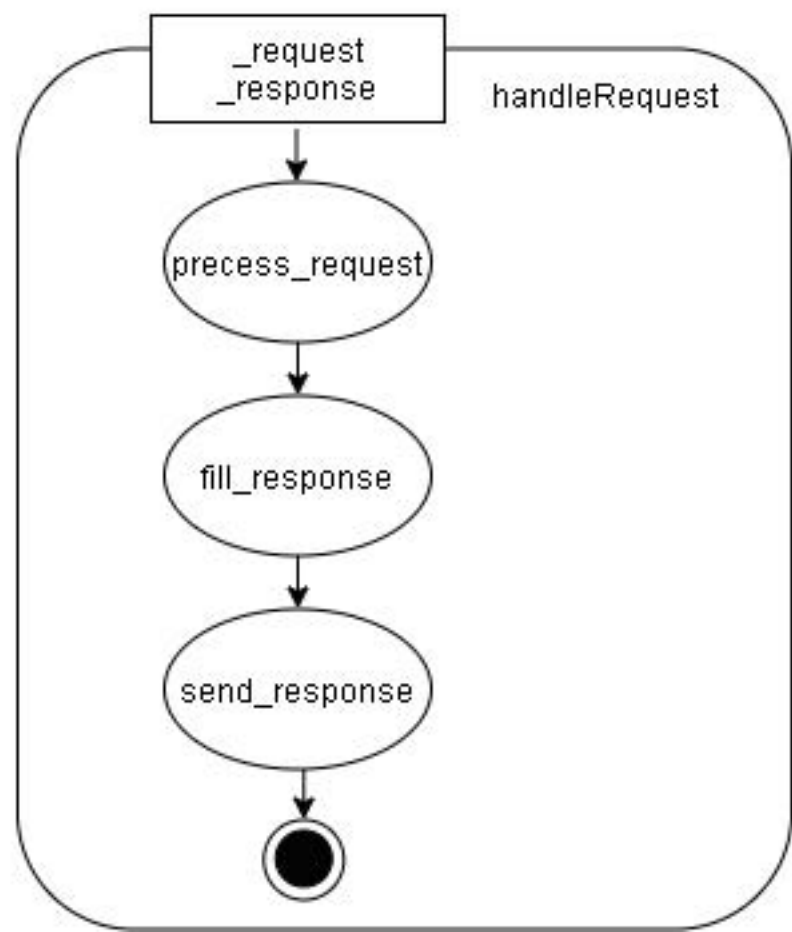 _request
_response
handleRequest
precess_request
fill_response
send_response